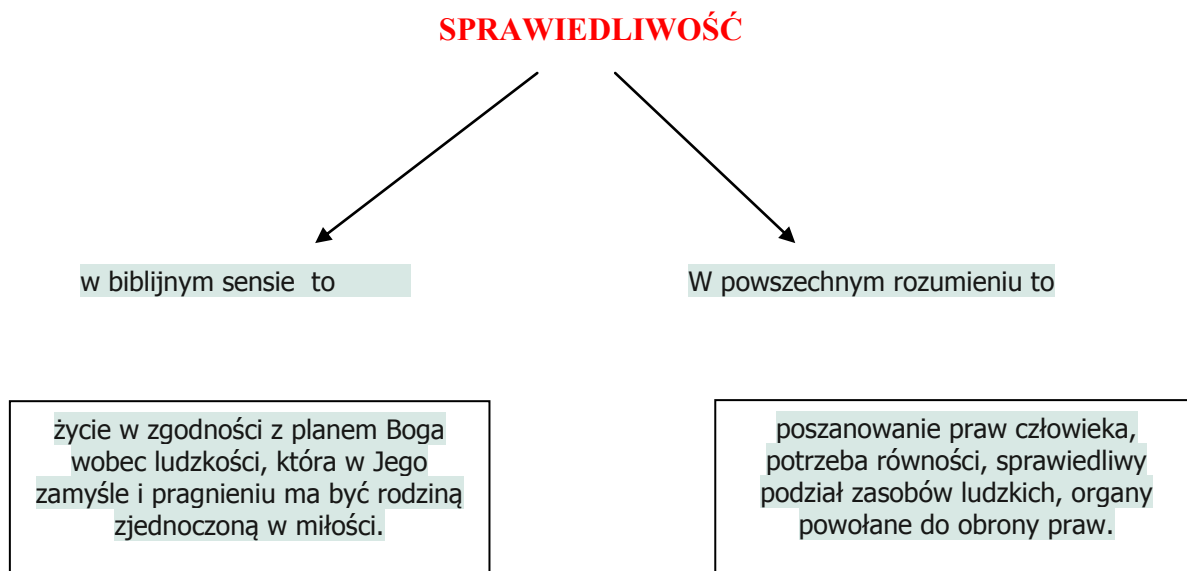 SPRAWIEDLIWOŚĆ
w biblijnym sensie to
W powszechnym rozumieniu to
życie w zgodności z planem Boga
wobec ludzkości, która w Jego
zamyśle i pragnieniu ma być rodziną
zjednoczoną w miłości.
poszanowanie praw człowieka,
potrzeba równości, sprawiedliwy
podział zasobów ludzkich, organy
powołane do obrony praw.